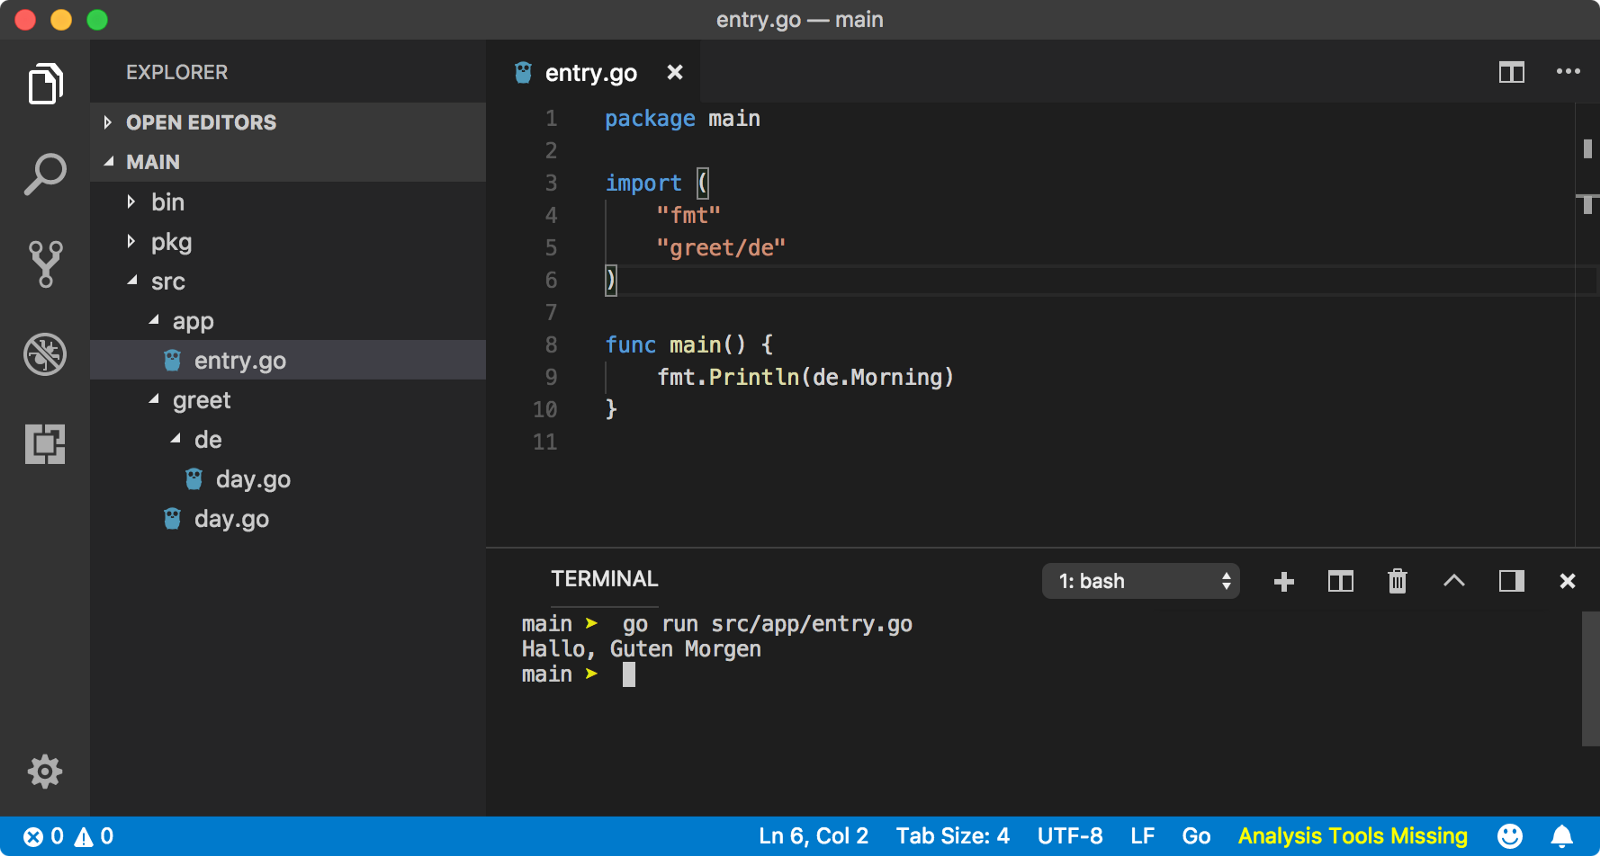 entry.go — main
EXPLORER
OPEN EDITORS
MAIN
bin
pkg
src
app
entry.go
greet
de
day.go
day.go
entry.go
1 package main
2
3 import (
4 "fmt"
5 "greet/de"
6 )
7
8 func main() {
9 fmt.Println(de.Morning)
10 }
11
TERMINAL
1: bash
main ➤ go run src/app/entry.go
Hallo, Guten Morgen
main ➤
0 0 Ln 6, Col 2 Tab Size: 4 UTF-8 LF Go Analysis Tools Missing